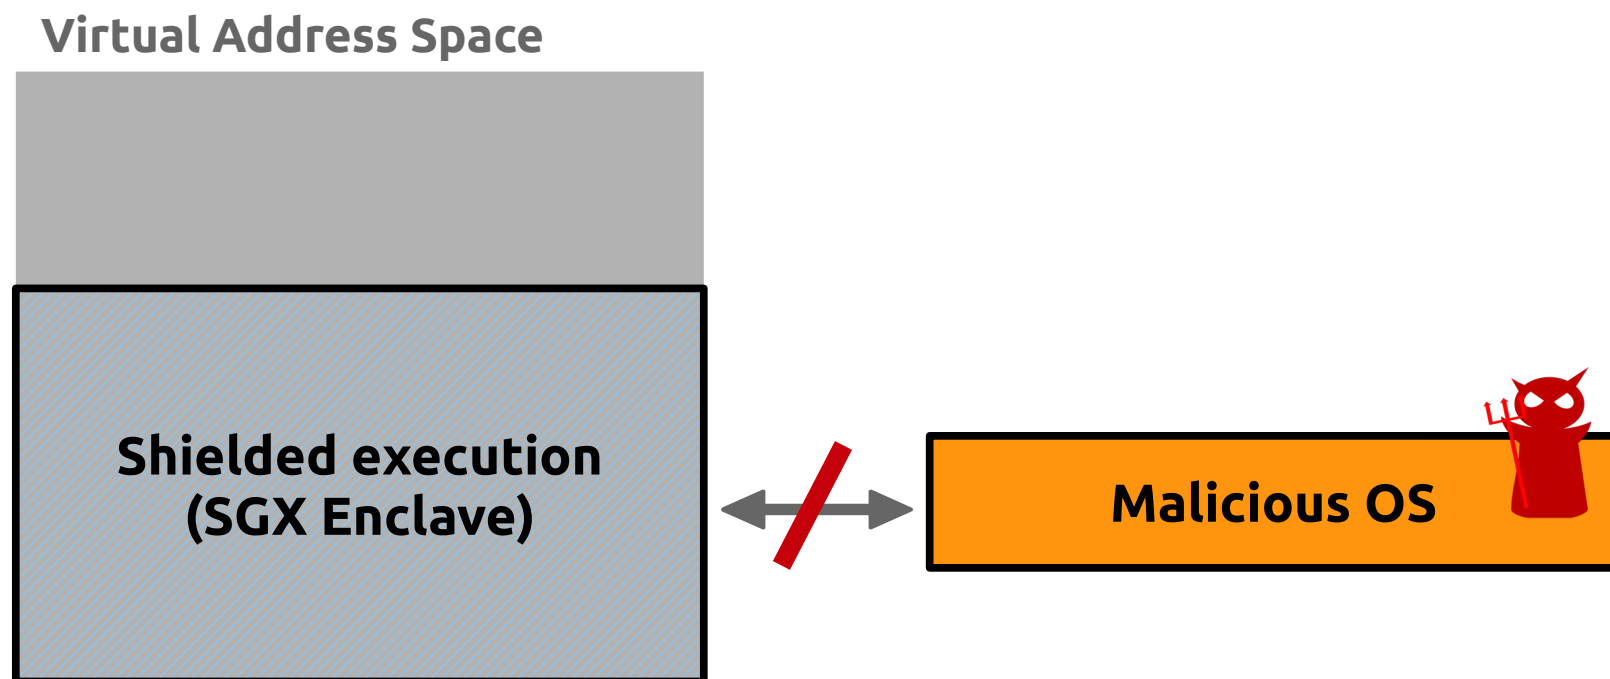 Virtual Address Space
Shielded execution
(SGX Enclave)
Malicious OS